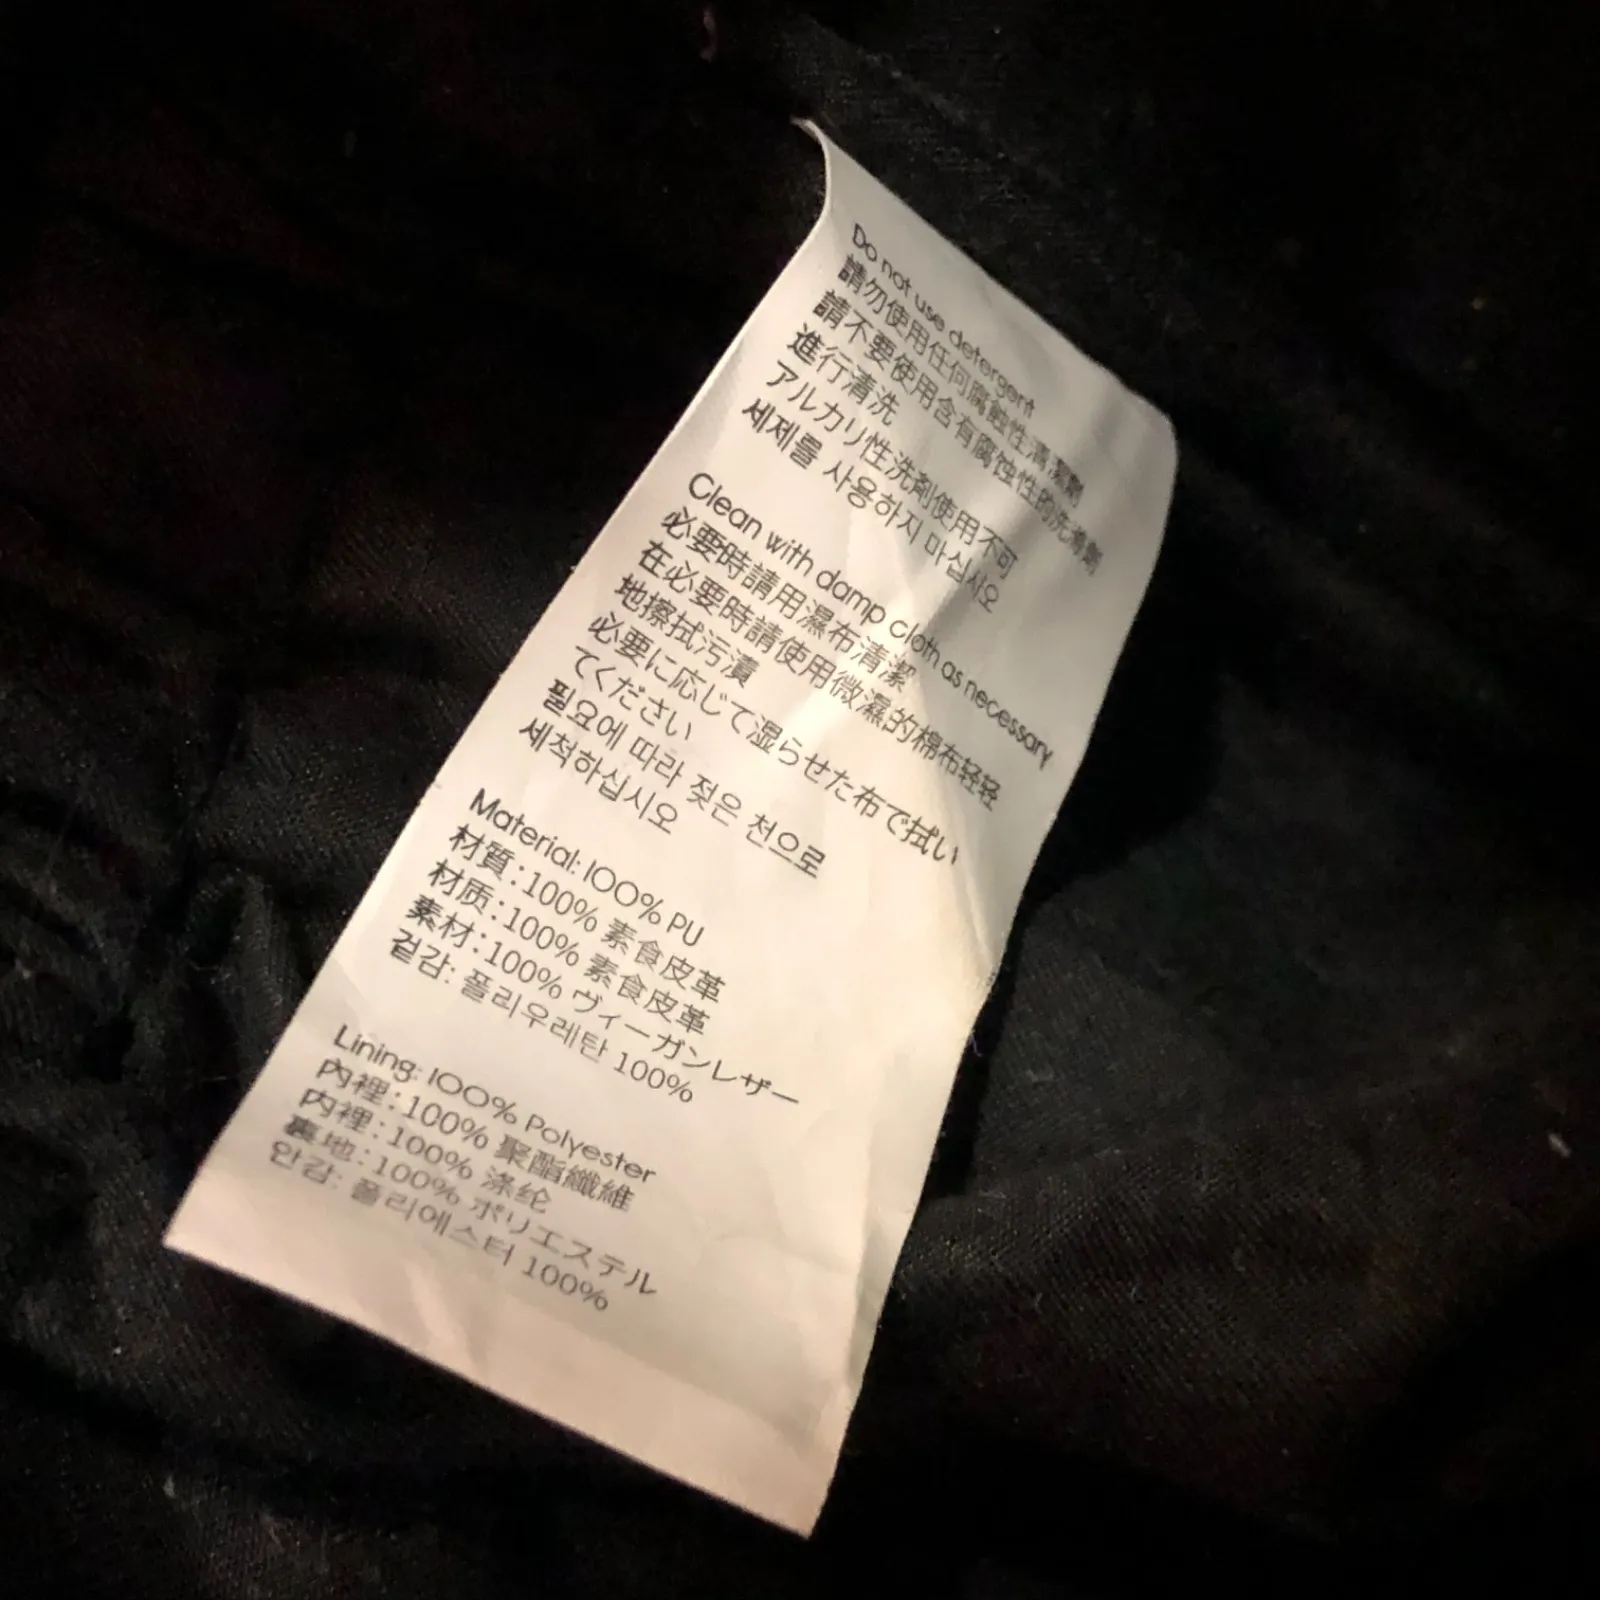 Do not use detergent
請勿使用任何腐蝕性清潔劑
請不要使用含有腐蚀性的洗滌劑
進行清洗
アルカリ性洗剤使用不可
세제를 사용하지 마십시오
Clean with damp cloth as necessary
必要時請用濕布清潔
在必要時請使用微濕的棉布轻轻
地擦拭污漬
必要に応じて湿らせた布で拭い
てください
필요에 따라 젖은 천으로
세척하십시오
Material: 100% PU
材質：100% 素食皮革
材质：100% 素食皮革
素材：100% ヴィーガンレザー
겉감: 폴리우레탄 100%
Lining: 100% Polyester
內裡：100% 聚酯纖維
内裡：100% 涤纶
裏地：100% ポリエステル
안감: 폴리에스터 100%